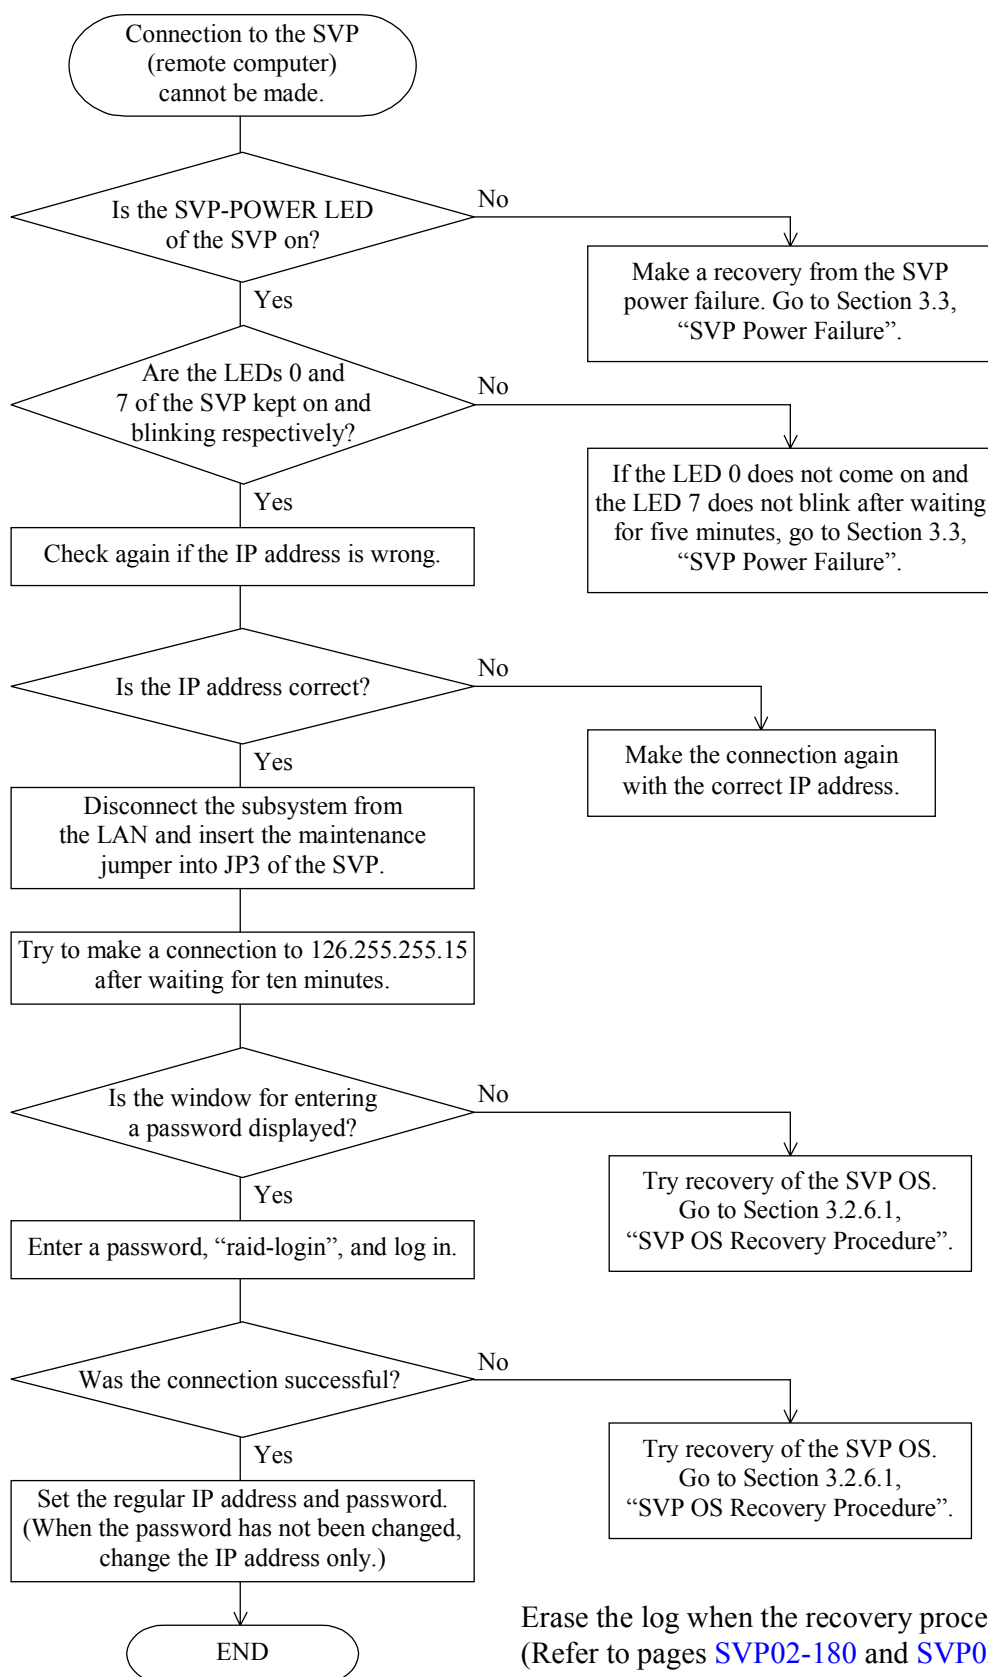 Connection to the SVP
(remote computer)
cannot be made.
Is the SVP-POWER LED
of the SVP on?
No
Make a recovery from the SVP
power failure. Go to Section 3.3,
“SVP Power Failure”.
Yes
Are the LEDs 0 and
7 of the SVP kept on and
blinking respectively?
No
If the LED 0 does not come on and
the LED 7 does not blink after waiting
for five minutes, go to Section 3.3,
“SVP Power Failure”.
Yes
Check again if the IP address is wrong.
Is the IP address correct?
No
Make the connection again
with the correct IP address.
Yes
Disconnect the subsystem from
the LAN and insert the maintenance
jumper into JP3 of the SVP.
Try to make a connection to 126.255.255.15
after waiting for ten minutes.
Is the window for entering
a password displayed?
No
Try recovery of the SVP OS.
Go to Section 3.2.6.1,
“SVP OS Recovery Procedure”.
Yes
Enter a password, “raid-login”, and log in.
Was the connection successful?
No
Try recovery of the SVP OS.
Go to Section 3.2.6.1,
“SVP OS Recovery Procedure”.
Yes
Set the regular IP address and password.
(When the password has not been changed,
change the IP address only.)
END
Erase the log when the recovery proce
(Refer to pages SVP02-180 and SVP0